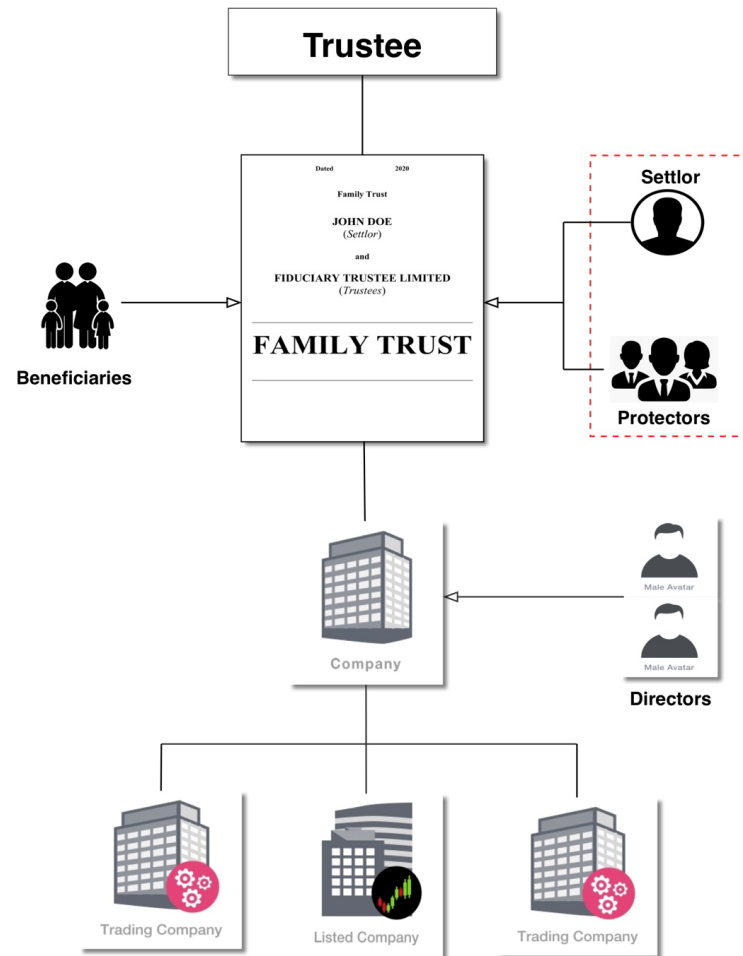 Trustee
Dated 2020
Family Trust
JOHN DOE
(Settlor)
and
FIDUCIARY TRUSTEE LIMITED
(Trustees)
FAMILY TRUST
Settlor
Protectors
Beneficiaries
Company
Male Avatar
Male Avatar
Directors
Trading Company
Listed Company
Trading Company